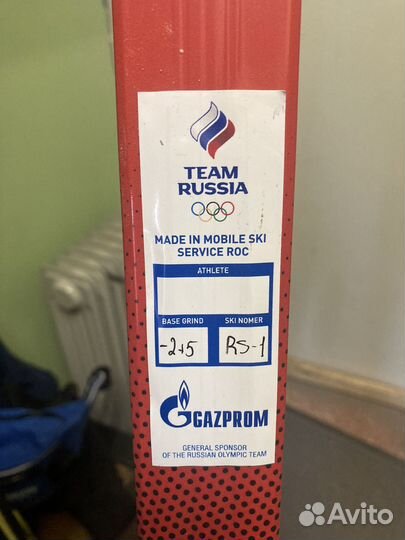 TEAM
RUSSIA
MADE IN MOBILE SKI
SERVICE ROC
ATHLETE
BASE GRIND
SKI NOMER
-2+5
RS-1
GAZPROM
GENERAL SPONSOR
OF THE RUSSIAN OLYMPIC TEAM
Avito